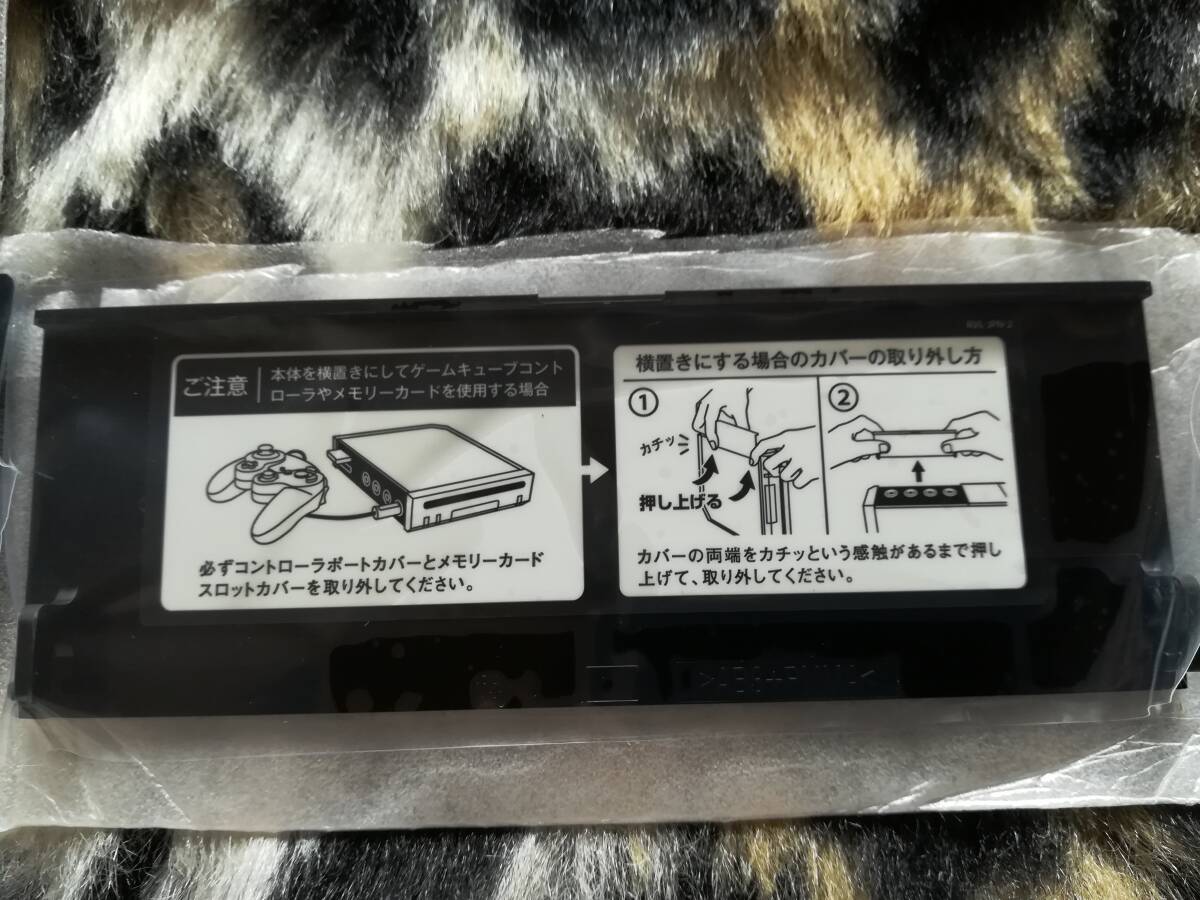 ご注意
本体を横置きにしてゲームキューブコント
ローラやメモリーカードを使用する場合
必ずコントローラポートカバーとメモリーカード
スロットカバーを取り外してください。
横置きにする場合のカバーの取り外し方
①
カチッ
押し上げる
②
カバーの両端をカチッという感触があるまで押し
上げて、取り外してください。